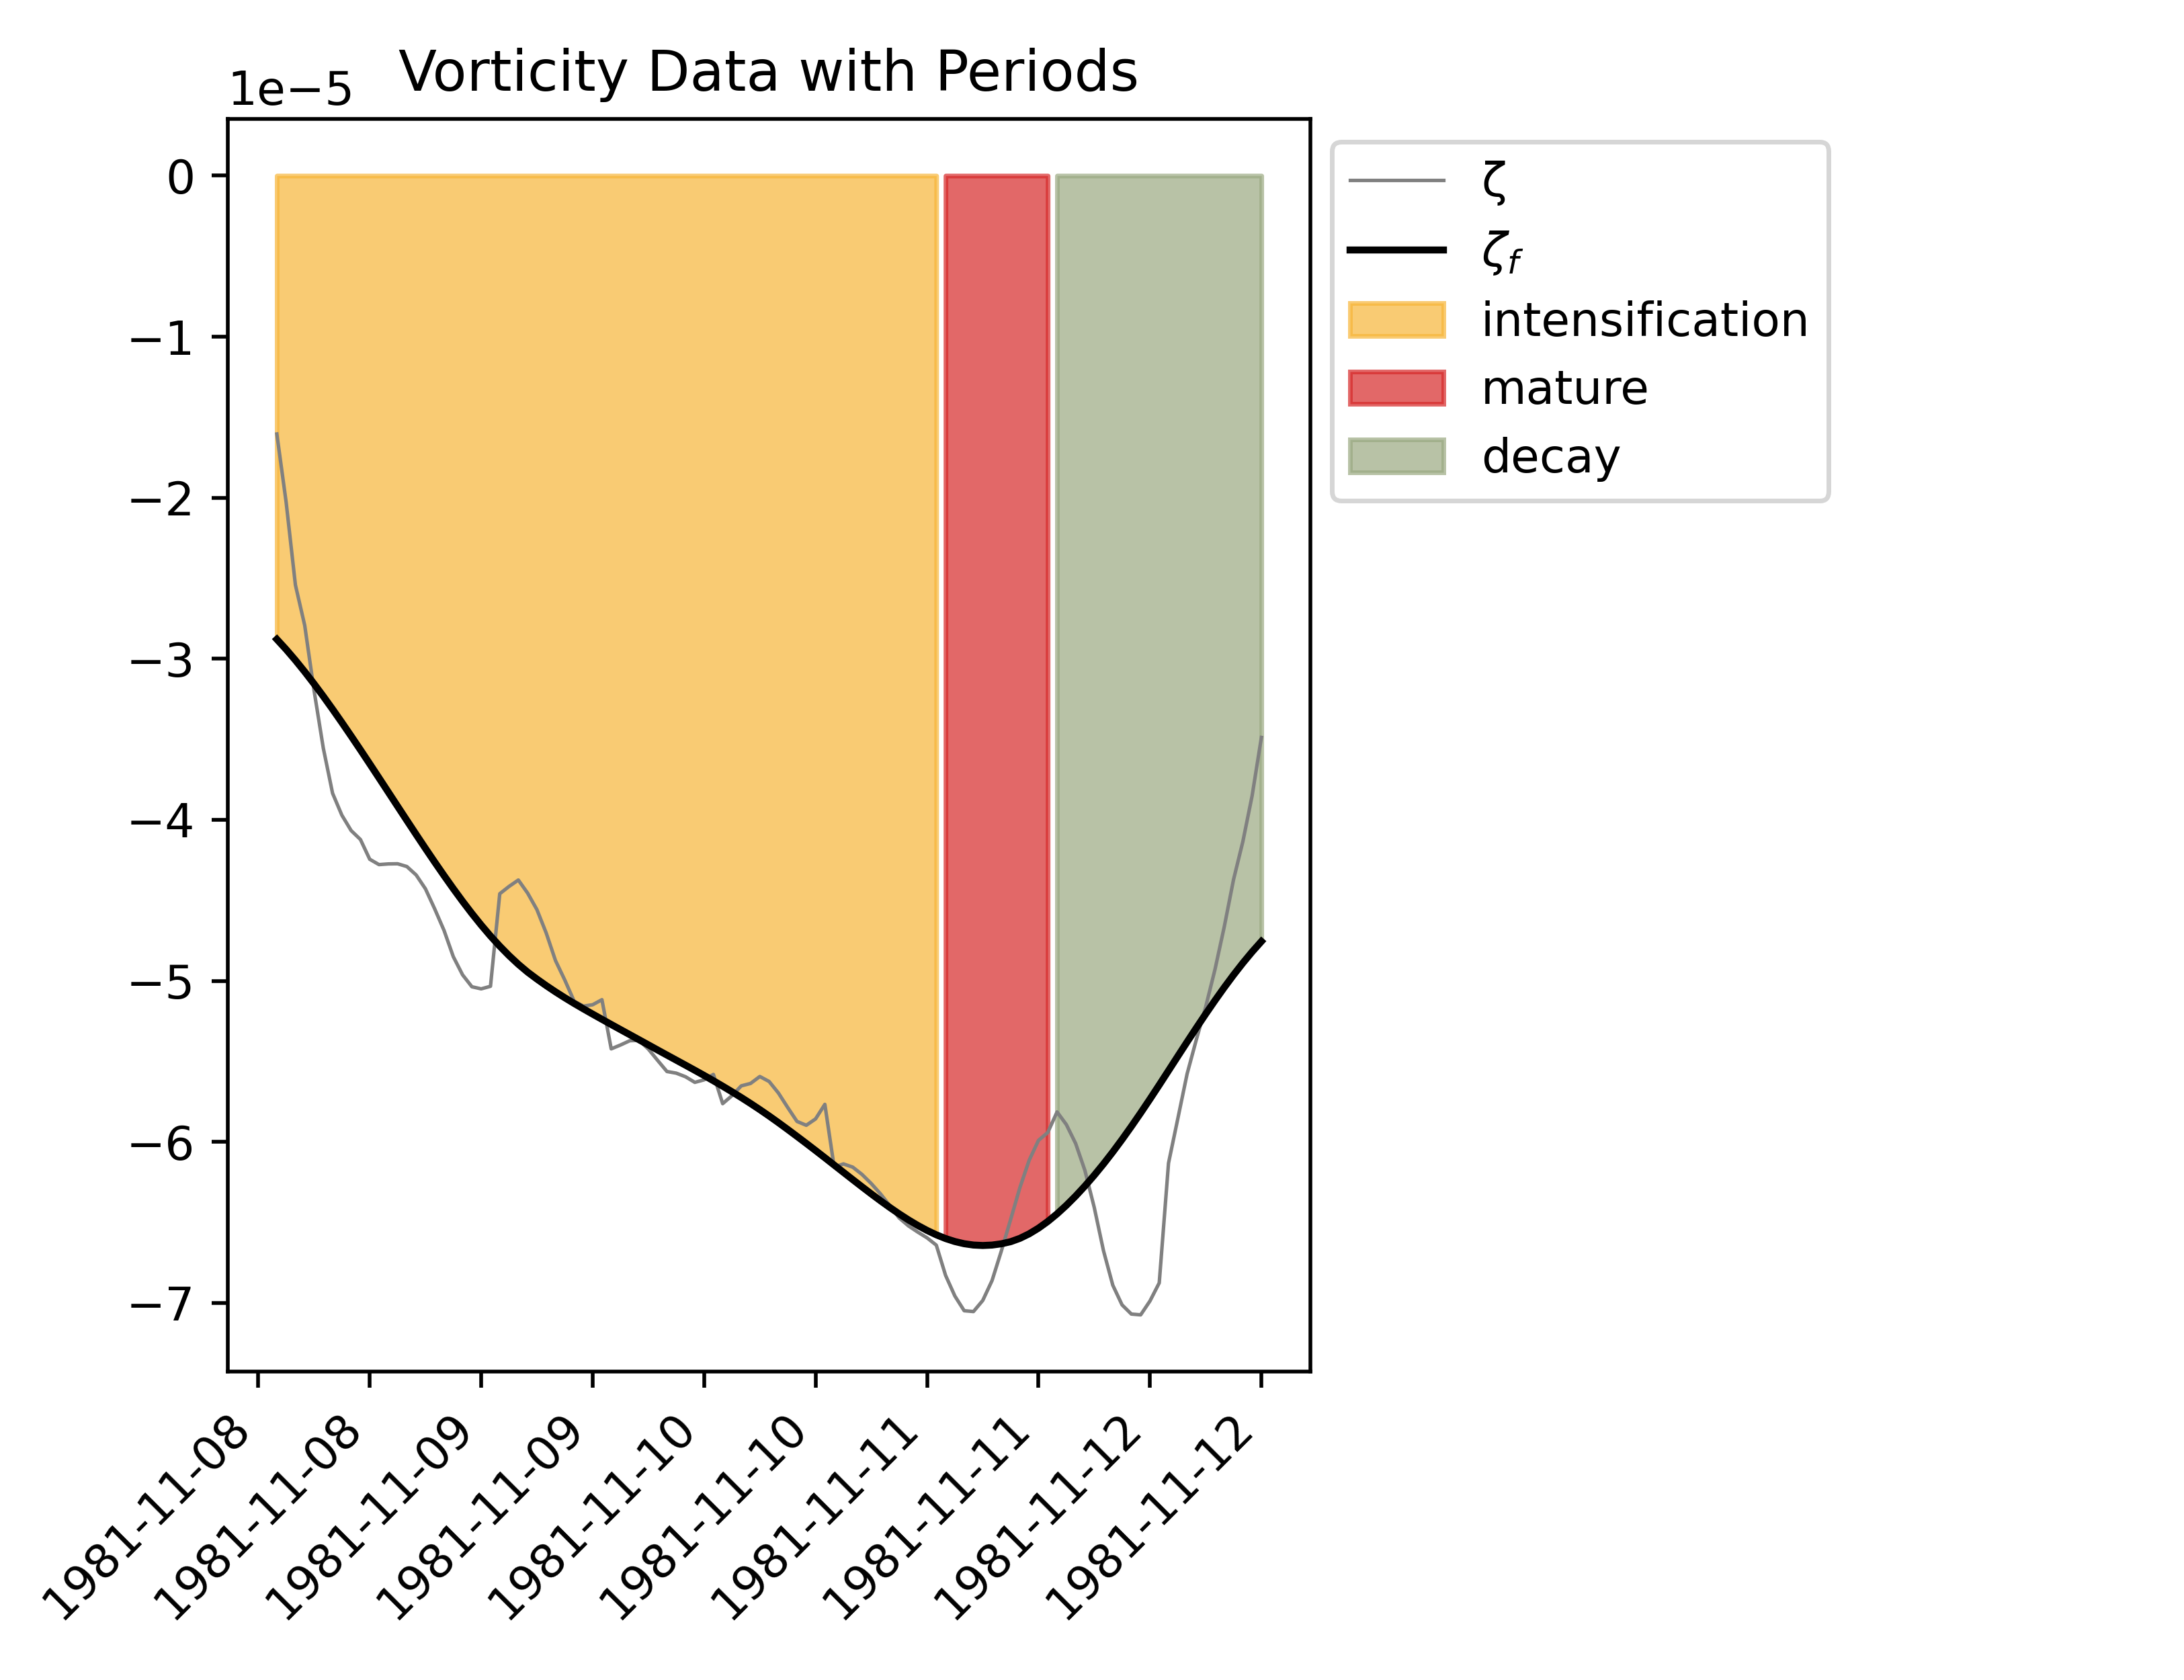 Vorticity Data with Periods
1e−5
0
−1
−2
−3
−4
−5
−6
−7
1981-11-08
1981-11-08
1981-11-09
1981-11-09
1981-11-10
1981-11-10
1981-11-11
1981-11-11
1981-11-12
1981-11-12
ζ
ζf
intensification
mature
decay